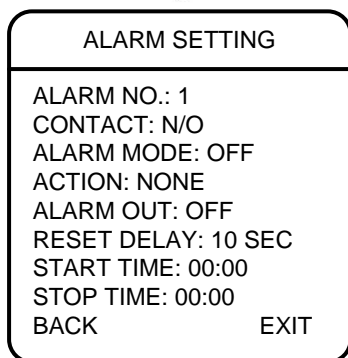 ALARM SETTING
ALARM NO.: 1
CONTACT: N/O
ALARM MODE: OFF
ACTION: NONE
ALARM OUT: OFF
RESET DELAY: 10 SEC
START TIME: 00:00
STOP TIME: 00:00
BACK EXIT